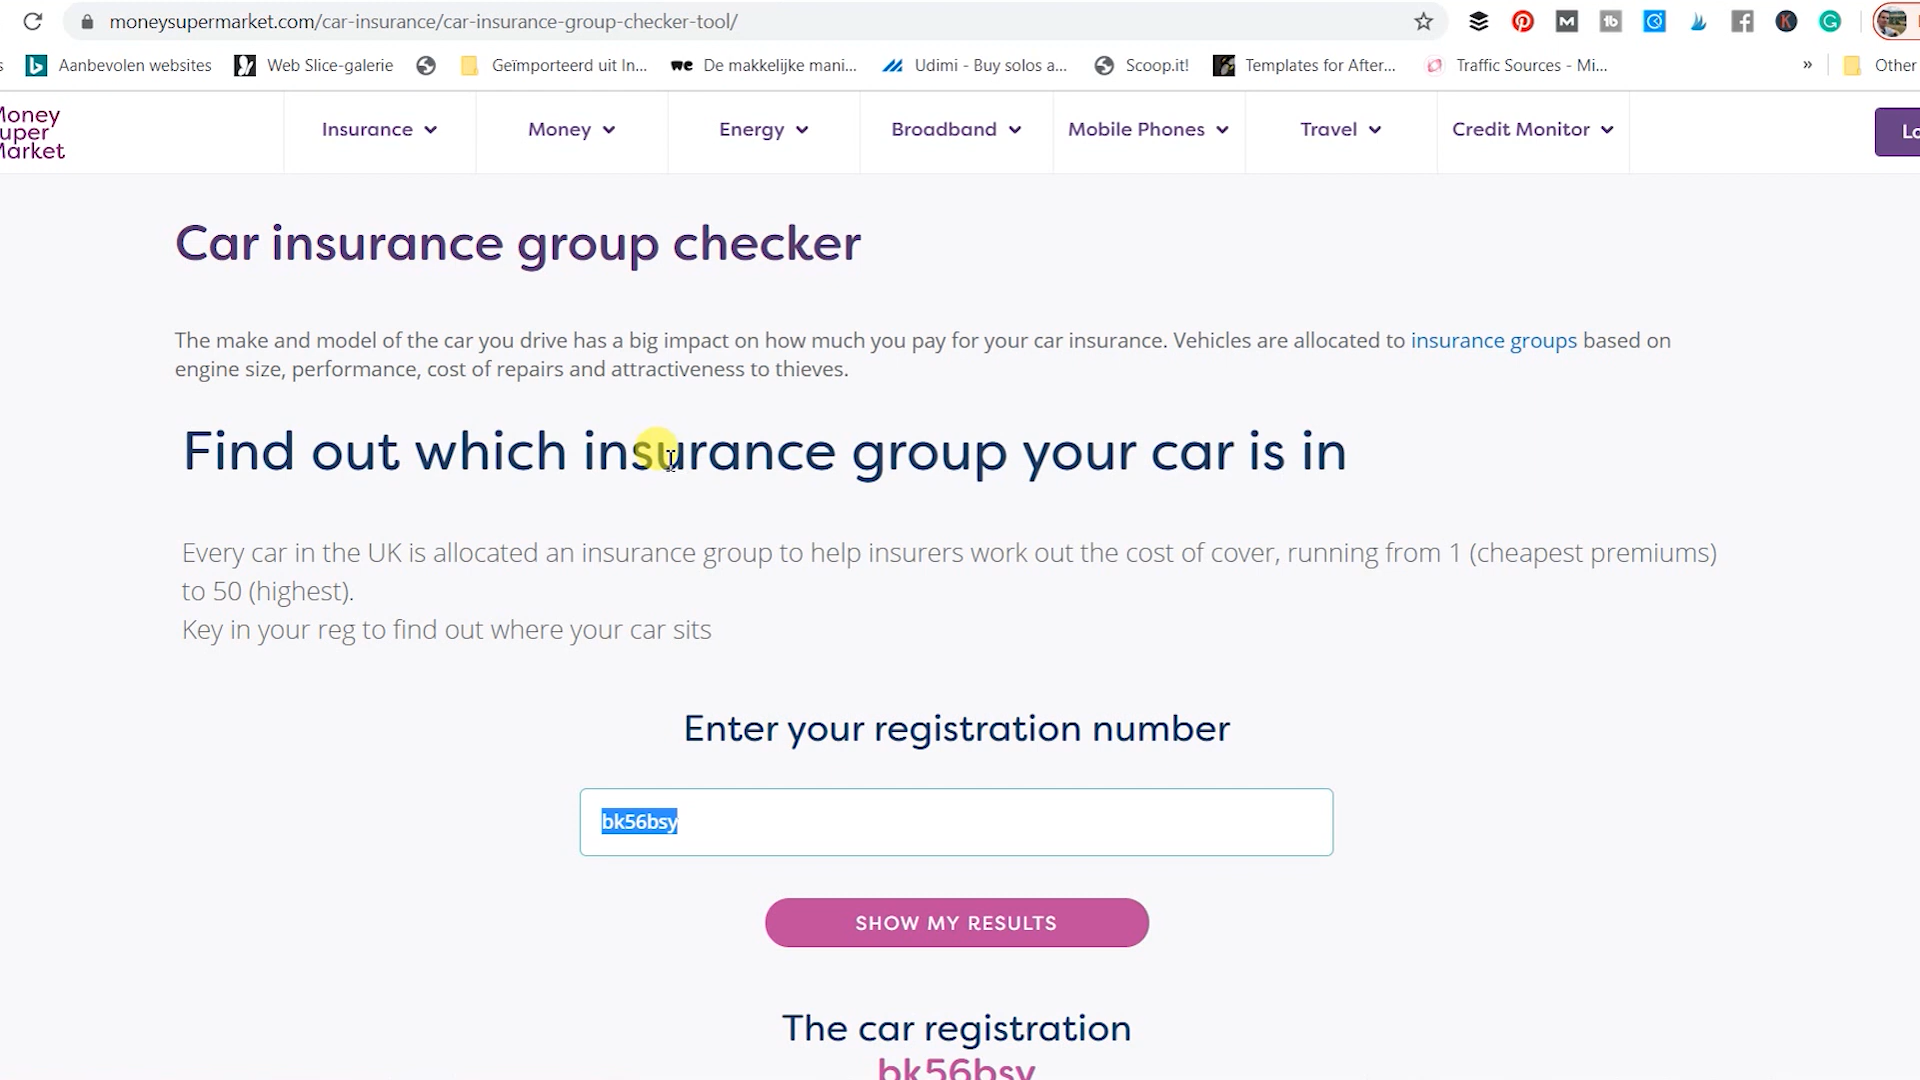 moneysupermarket.com/car-insurance/car-insurance-group-checker-tool/
s Aanbevolen websites Web Slice-galerie Geïmporteerd uit In... we De makkelijke mani... Udimi - Buy solos a... Scoop.it! Templates for After... Traffic Sources - Mi... » Other
Money
Super
Market
Insurance Money Energy Broadband Mobile Phones Travel Credit Monitor Lo
Car insurance group checker
The make and model of the car you drive has a big impact on how much you pay for your car insurance. Vehicles are allocated to insurance groups based on
engine size, performance, cost of repairs and attractiveness to thieves.
Find out which insurance group your car is in
Every car in the UK is allocated an insurance group to help insurers work out the cost of cover, running from 1 (cheapest premiums)
to 50 (highest).
Key in your reg to find out where your car sits
Enter your registration number
bk56bsy
SHOW MY RESULTS
The car registration
bk56bsy